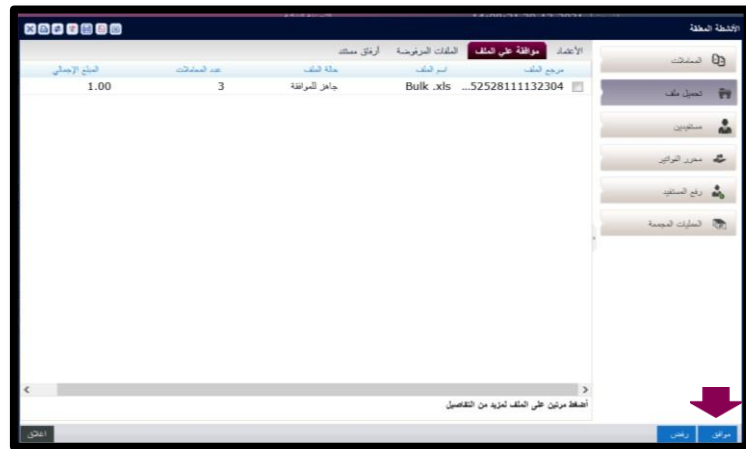 الأنشطة المعلقة
المعاملات
تحميل ملف
مستفيدين
محرر الفواتير
رفع المستفيد
العمليات المجمعة
الأعتماد موافقة على الملف الملفات المرفوضة أرفاق مستند
مرجع الملف اسم الملف حالة الملف عدد المعاملات المبلغ الإجمالي
52528111132304... Bulk .xls جاهز للموافقة 3 1.00
أضغط مرتين على الملف لمزيد من التفاصيل
موافق رفض اغلاق